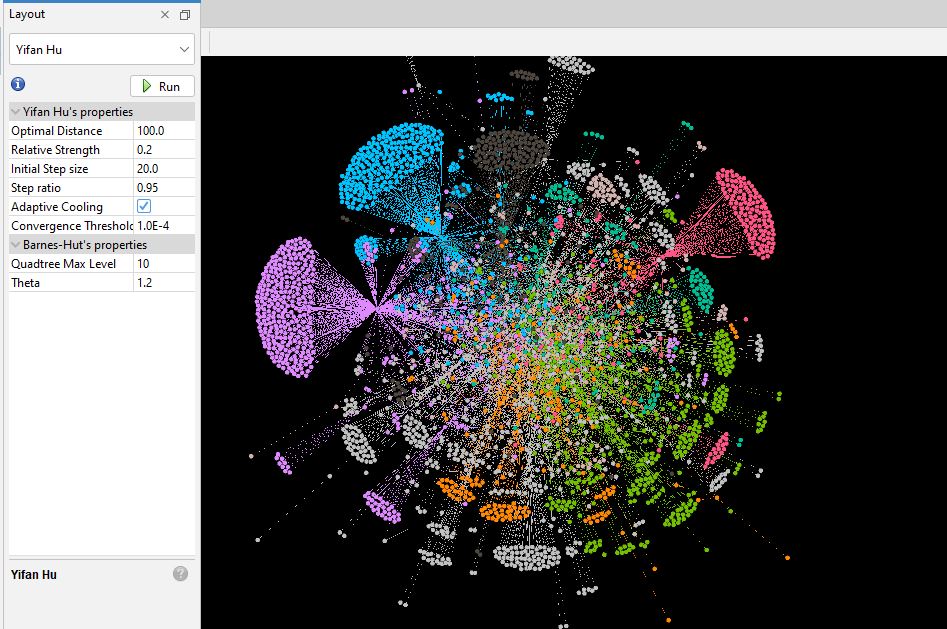 Layout
Yifan Hu
Run
Yifan Hu's properties
Optimal Distance 100.0
Relative Strength 0.2
Initial Step size 20.0
Step ratio 0.95
Adaptive Cooling
Convergence Threshold 1.0E-4
Barnes-Hut's properties
Quadtree Max Level 10
Theta 1.2
Yifan Hu